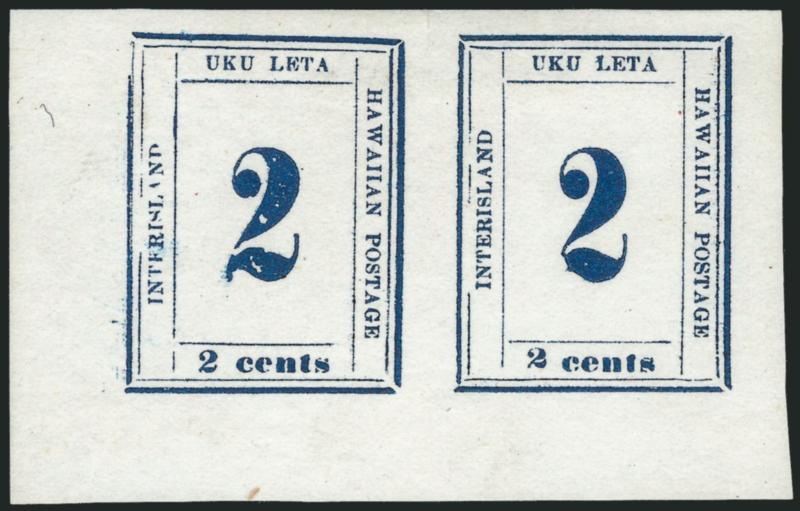 UKU LETA
INTERISLAND
2
HAWAIIAN POSTAGE
2 cents
UKU LETA
INTERISLAND
2
HAWAIIAN POSTAGE
2 cents